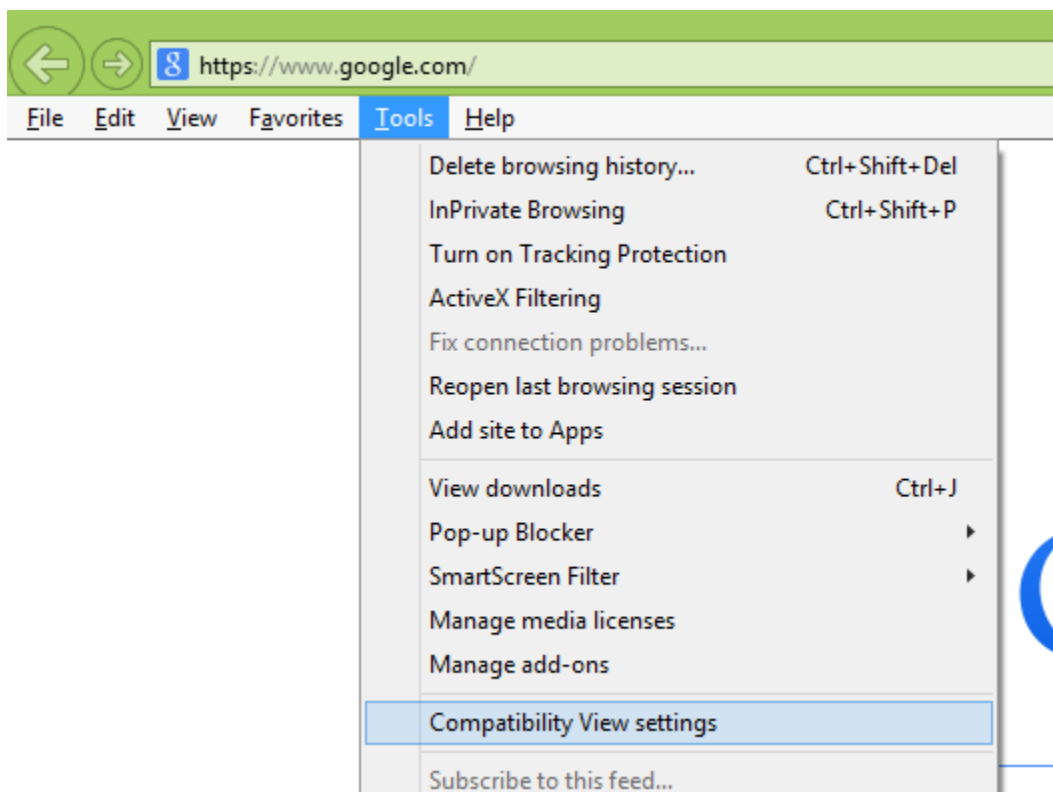 8 https://www.google.com/
File Edit View Favorites Tools Help
Delete browsing history... Ctrl+Shift+Del
InPrivate Browsing Ctrl+Shift+P
Turn on Tracking Protection
ActiveX Filtering
Fix connection problems...
Reopen last browsing session
Add site to Apps
View downloads Ctrl+J
Pop-up Blocker
SmartScreen Filter
Manage media licenses
Manage add-ons
Compatibility View settings
Subscribe to this feed...